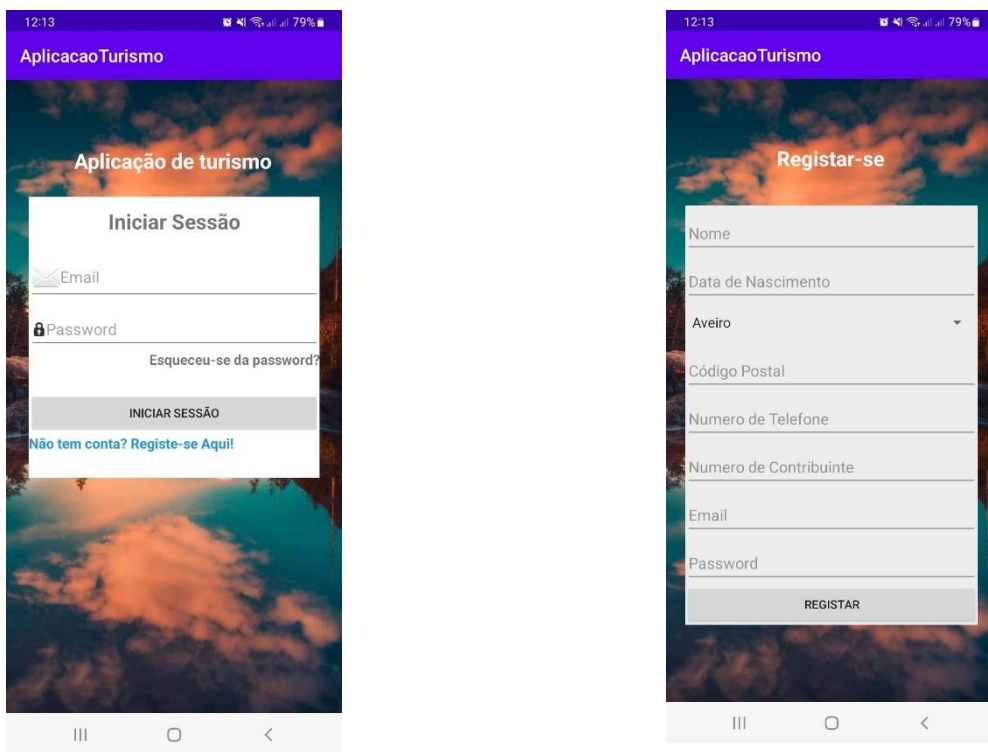 12:13 79%
AplicacaoTurismo
Aplicação de turismo
Iniciar Sessão
Email
Password
Esqueceu-se da password?
INICIAR SESSÃO
Não tem conta? Registe-se Aqui!
12:13 79%
AplicacaoTurismo
Registar-se
Nome
Data de Nascimento
Aveiro
Código Postal
Numero de Telefone
Numero de Contribuinte
Email
Password
REGISTAR